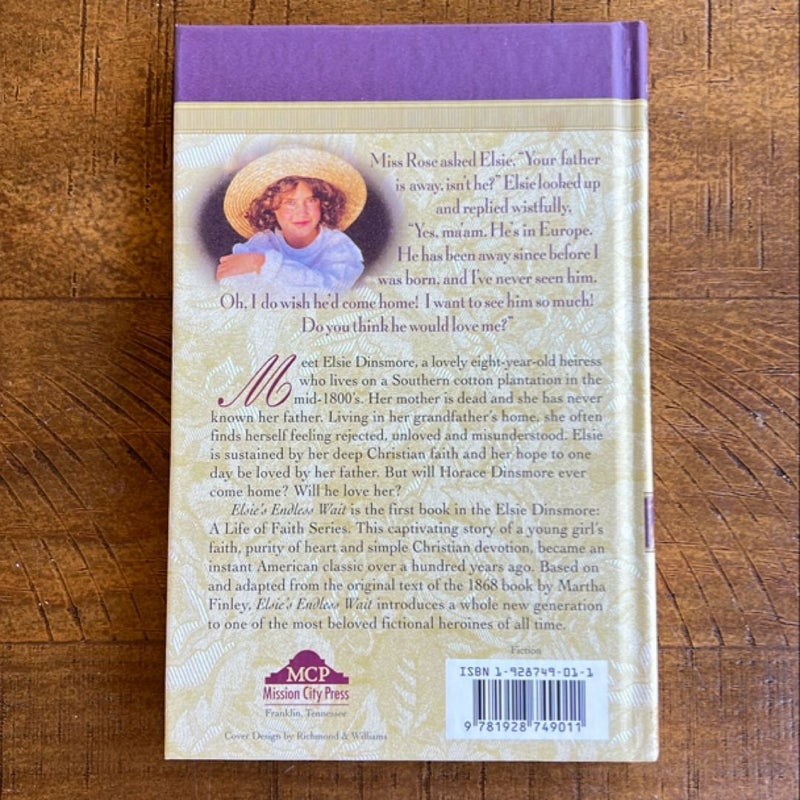 Miss Rose asked Elsie, "Your father
is away, isn't he?" Elsie looked up
and replied wistfully,
"Yes, ma'am. He's in Europe.
He has been away since before I
was born, and I've never seen him.
Oh, I do wish he'd come home! I want to see him so much!
Do you think he would love me?"
Meet Elsie Dinsmore, a lovely eight-year-old heiress
who lives on a Southern cotton plantation in the
mid-1800's. Her mother is dead and she has never
known her father. Living in her grandfather's home, she often
finds herself feeling rejected, unloved and misunderstood. Elsie
is sustained by her deep Christian faith and her hope to one
day be loved by her father. But will Horace Dinsmore ever
come home? Will he love her?
Elsie's Endless Wait is the first book in the Elsie Dinsmore:
A Life of Faith Series. This captivating story of a young girl's
faith, purity of heart and simple Christian devotion, became an
instant American classic over a hundred years ago. Based on
and adapted from the original text of the 1868 book by Martha
Finley, Elsie's Endless Wait introduces a whole new generation
to one of the most beloved fictional heroines of all time.
Fiction
MCP
Mission City Press
Franklin, Tennessee
Cover Design by Richmond & Williams
ISBN 1-928749-01-1
9 781928 749011